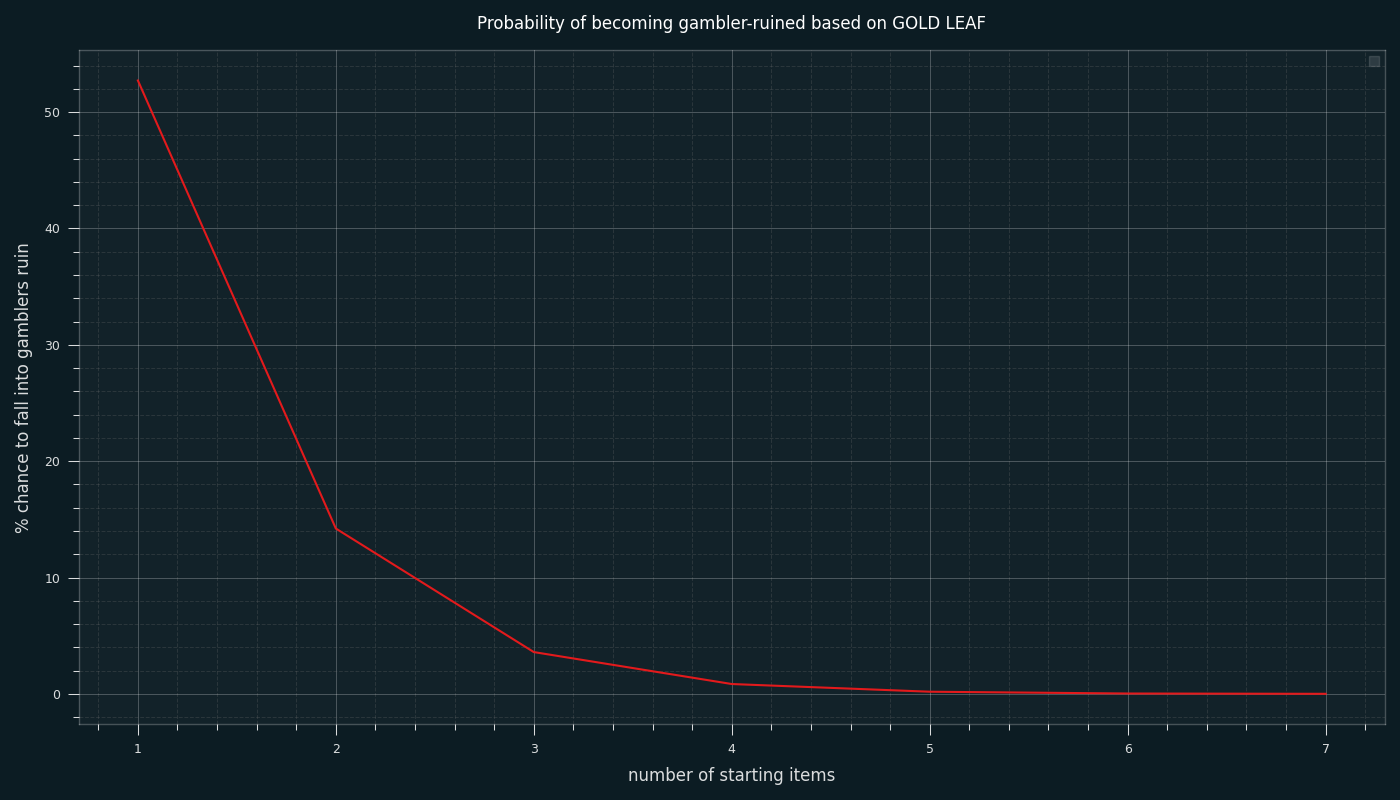 Probability of becoming gambler-ruined based on GOLD LEAF
% chance to fall into gamblers ruin
50
40
30
20
10
0
1 2 3 4 5 6 7
number of starting items